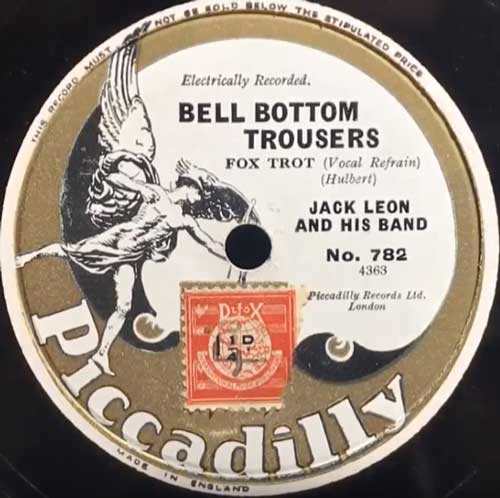 THIS RECORD MUST NOT BE SOLD BELOW THE STIPULATED PRICE
Electrically Recorded.
BELL BOTTOM
TROUSERS
FOX TROT (Vocal Refrain)
(Hulbert)
JACK LEON
AND HIS BAND
No. 782
4363
Piccadilly Records Ltd.
London
Piccadilly
MADE IN ENGLAND